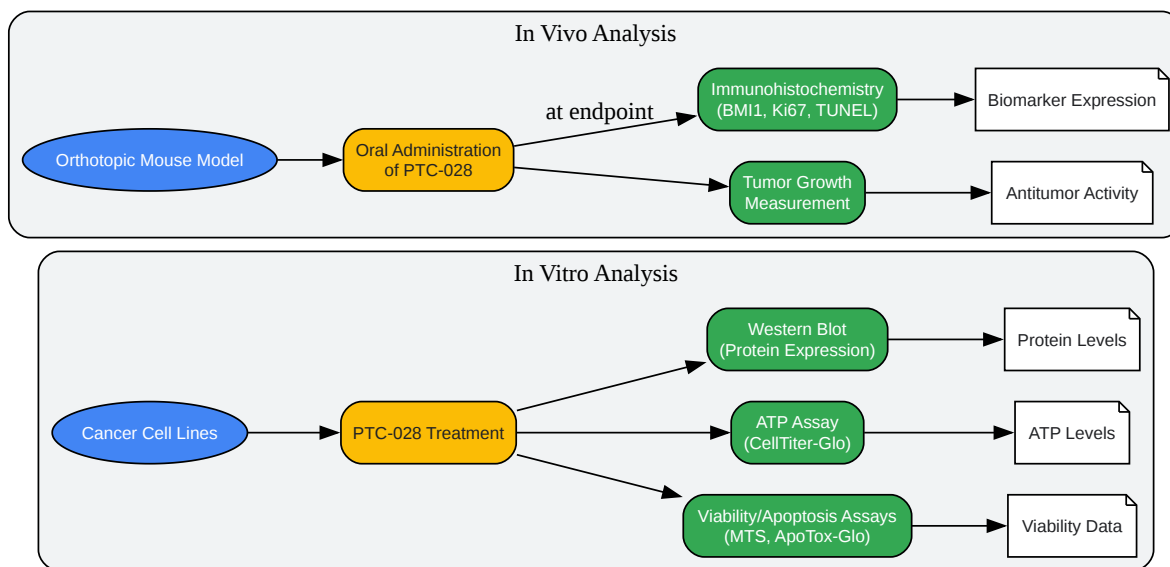 In Vivo Analysis
Orthotopic Mouse Model
Oral Administration
of PTC-028
at endpoint
Immunohistochemistry
(BMI1, Ki67, TUNEL)
Biomarker Expression
Tumor Growth
Measurement
Antitumor Activity
In Vitro Analysis
Cancer Cell Lines
PTC-028 Treatment
Western Blot
(Protein Expression)
Protein Levels
ATP Assay
(CellTiter-Glo)
ATP Levels
Viability/Apoptosis Assays
(MTS, ApoTox-Glo)
Viability Data